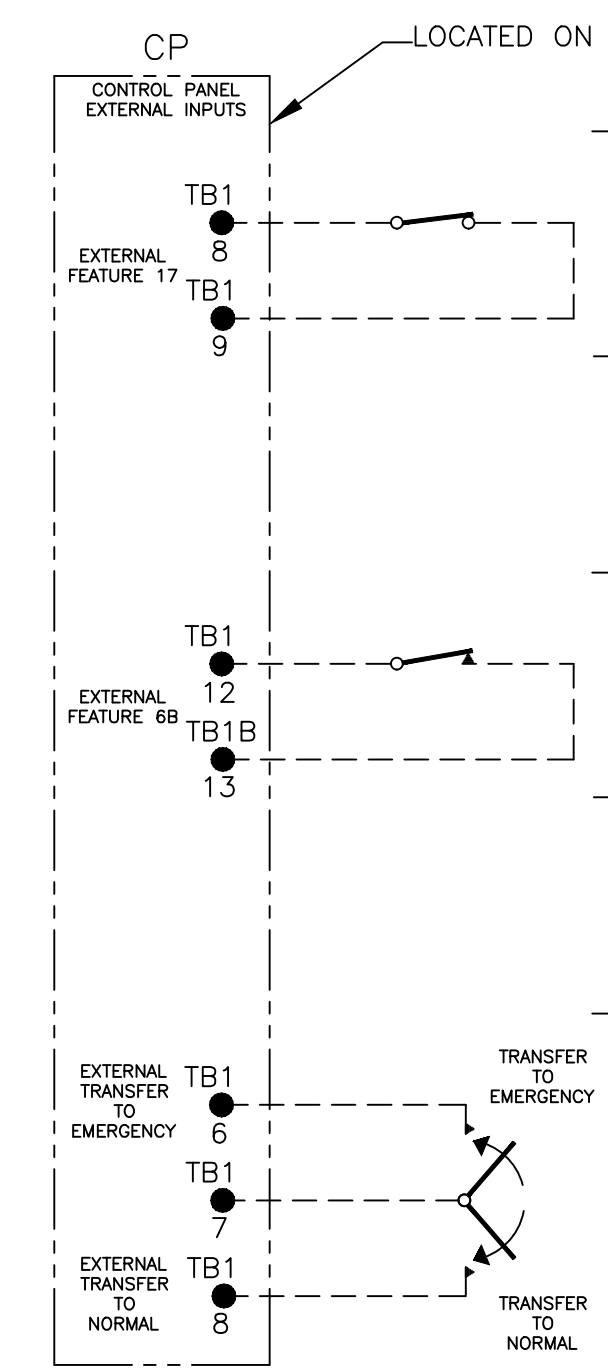 CP
LOCATED ON
CONTROL PANEL
EXTERNAL INPUTS
TB1
8
EXTERNAL
FEATURE 17
TB1
9
TB1
12
EXTERNAL
FEATURE 6B
TB1B
13
EXTERNAL
TRANSFER
TO
EMERGENCY
TB1
6
TRANSFER
TO
EMERGENCY
TB1
7
EXTERNAL
TRANSFER
TO
NORMAL
TB1
8
TRANSFER
TO
NORMAL